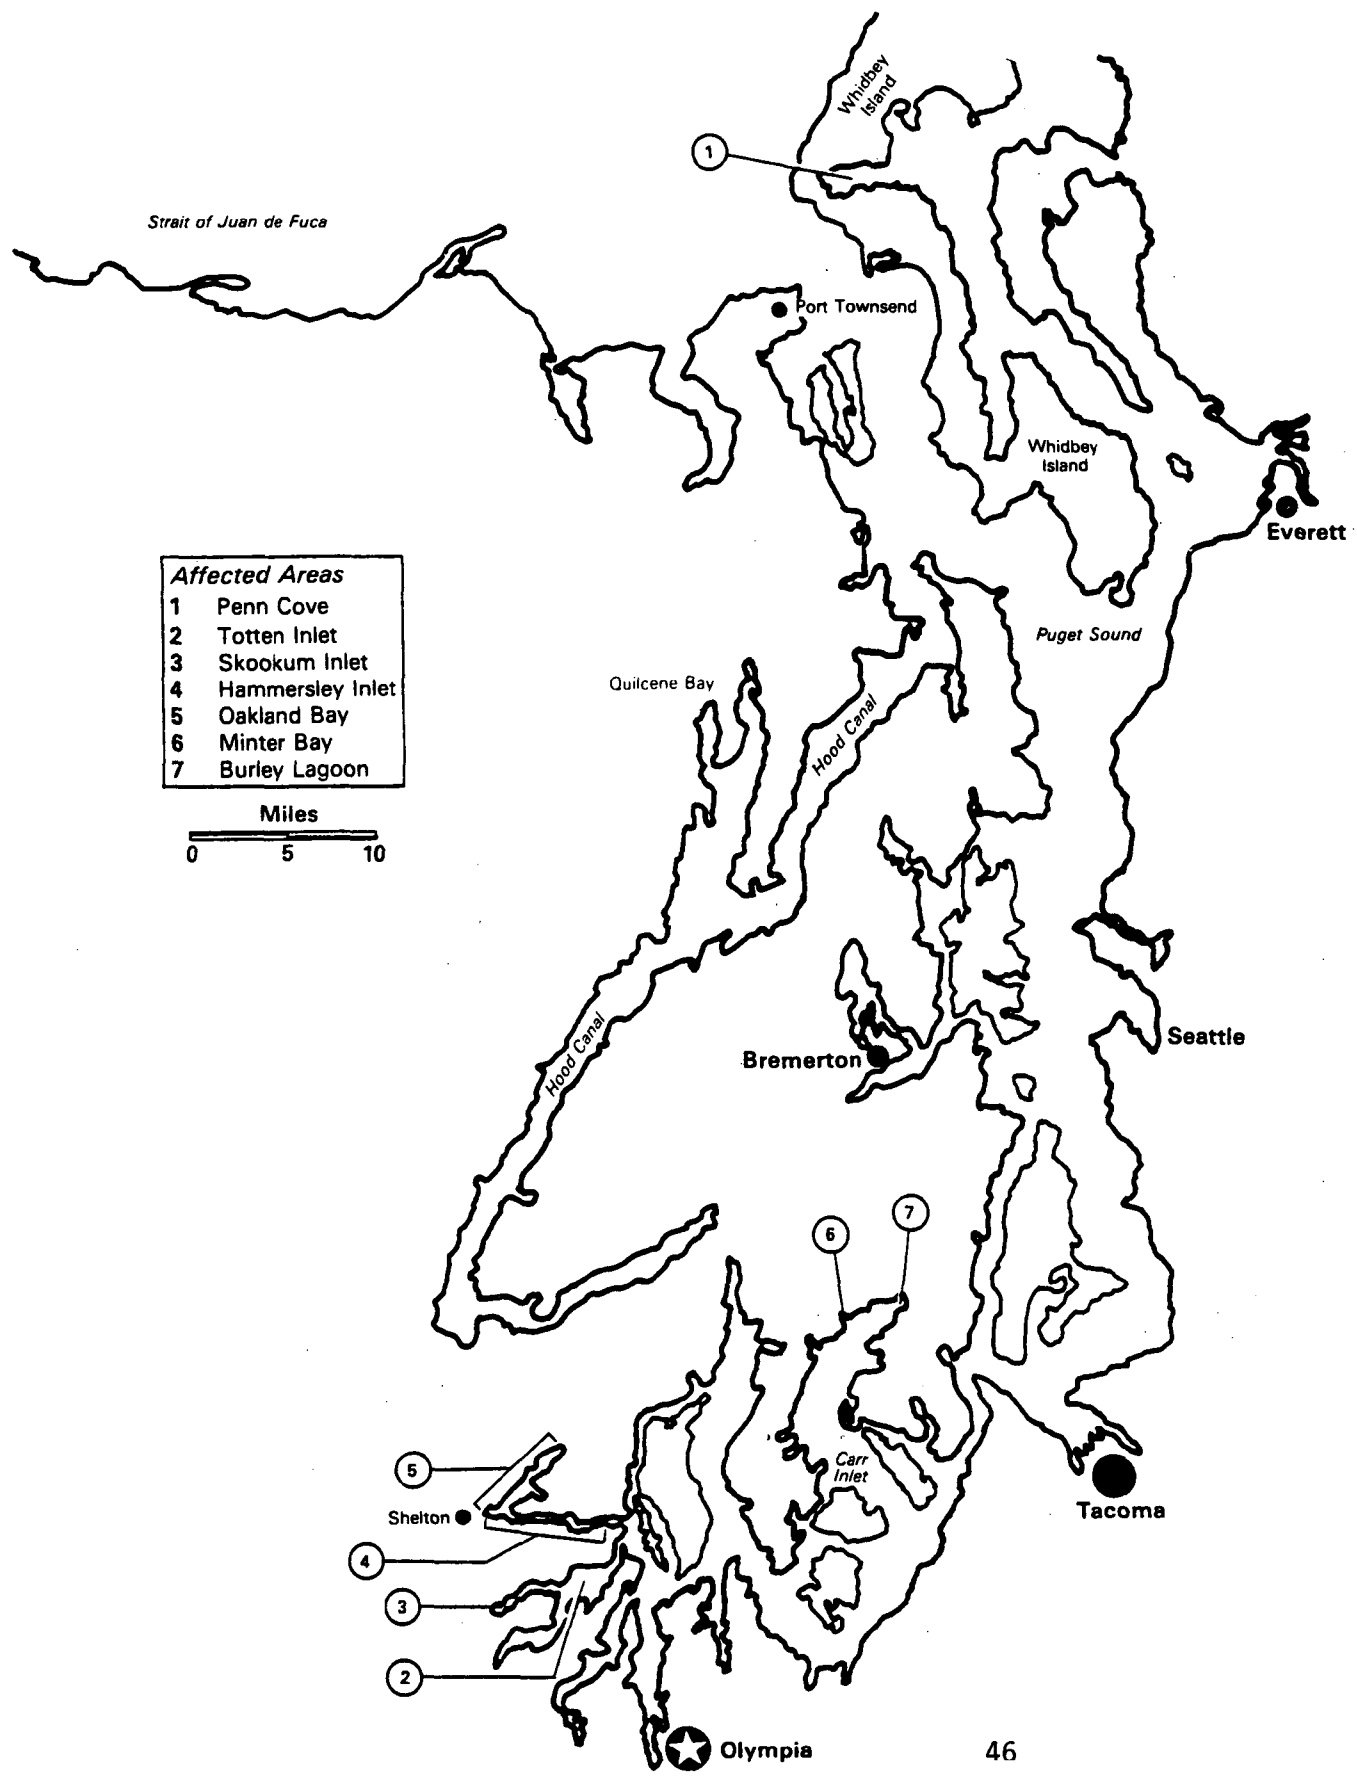 Whidbey
Island
1
Strait of Juan de Fuca
Port Townsend
Whidbey
Island
Everett
Affected Areas
1 Penn Cove
2 Totten Inlet
3 Skookum Inlet
4 Hammersley Inlet
5 Oakland Bay
6 Minter Bay
7 Burley Lagoon
Miles
0 5 10
Puget Sound
Quilcene Bay
Hood Canal
Seattle
Bremerton
Hood Canal
6
7
5
Carr
Inlet
Shelton
Tacoma
4
3
2
Olympia
46